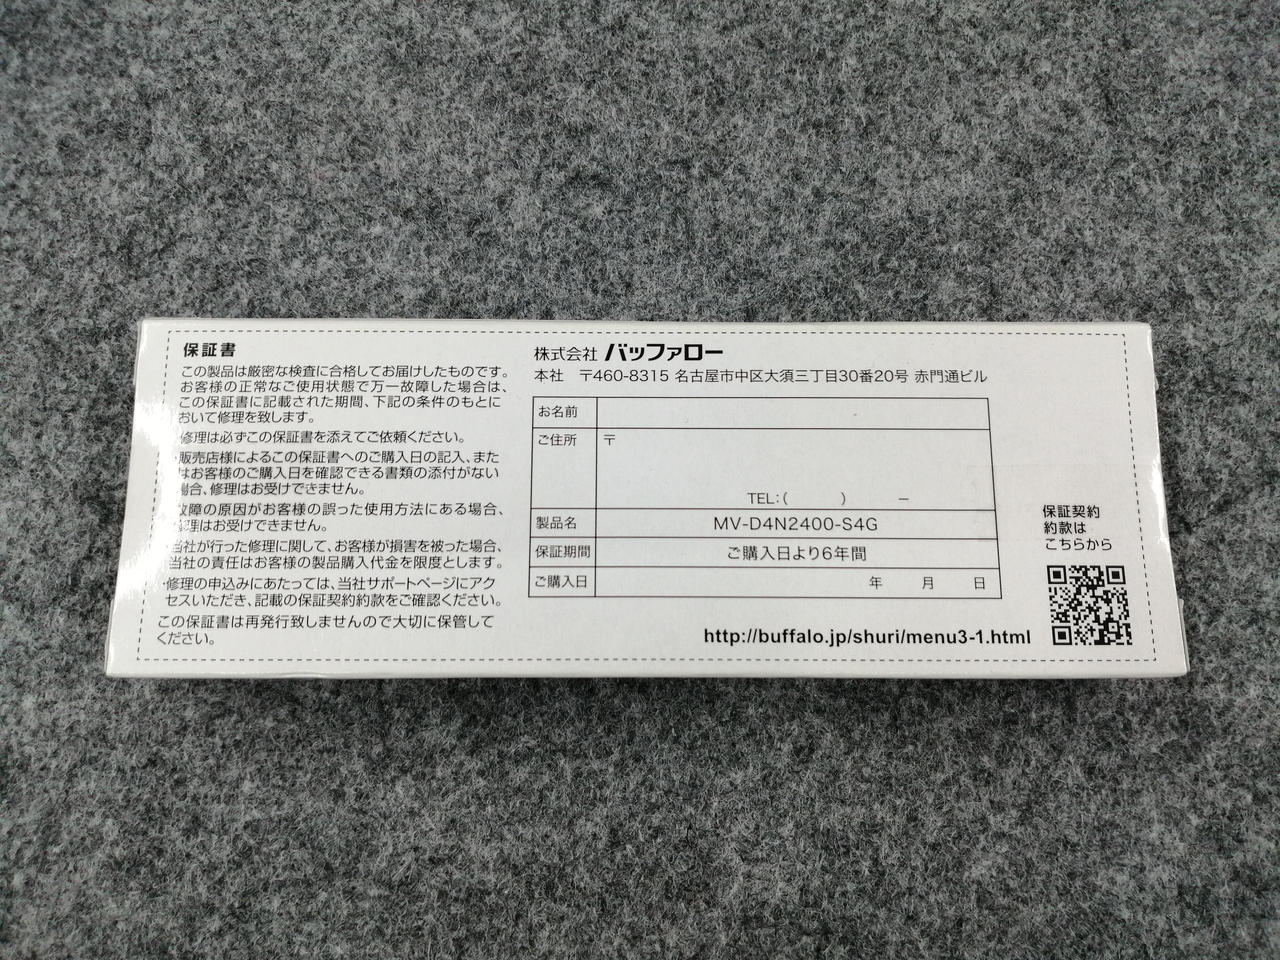 保証書
この製品は厳密な検査に合格してお届けしたものです。
お客様の正常なご使用状態で万一故障した場合は、
この保証書に記載された期間、下記の条件のもとに
おいて修理を致します。
・修理は必ずこの保証書を添えてご依頼ください。
・販売店様によるこの保証書へのご購入日の記入、また
はお客様のご購入日を確認できる書類の添付がない
場合、修理はお受けできません。
・故障の原因がお客様の誤った使用方法にある場合、
修理はお受けできません。
・当社が行った修理に関して、お客様が損害を被った場合、
当社の責任はお客様の製品購入代金を限度とします。
・修理の申込みにあたっては、当社サポートページにアク
セスいただき、記載の保証契約約款をご確認ください。
この保証書は再発行致しませんので大切に保管して
ください。
株式会社 バッファロー
本社 〒460-8315 名古屋市中区大須三丁目30番20号 赤門通ビル
お名前
ご住所 〒
TEL:( ) ー
製品名 MV-D4N2400-S4G
保証期間 ご購入日より6年間
ご購入日 年 月 日
http://buffalo.jp/shuri/menu3-1.html
保証契約
約款は
こちらから